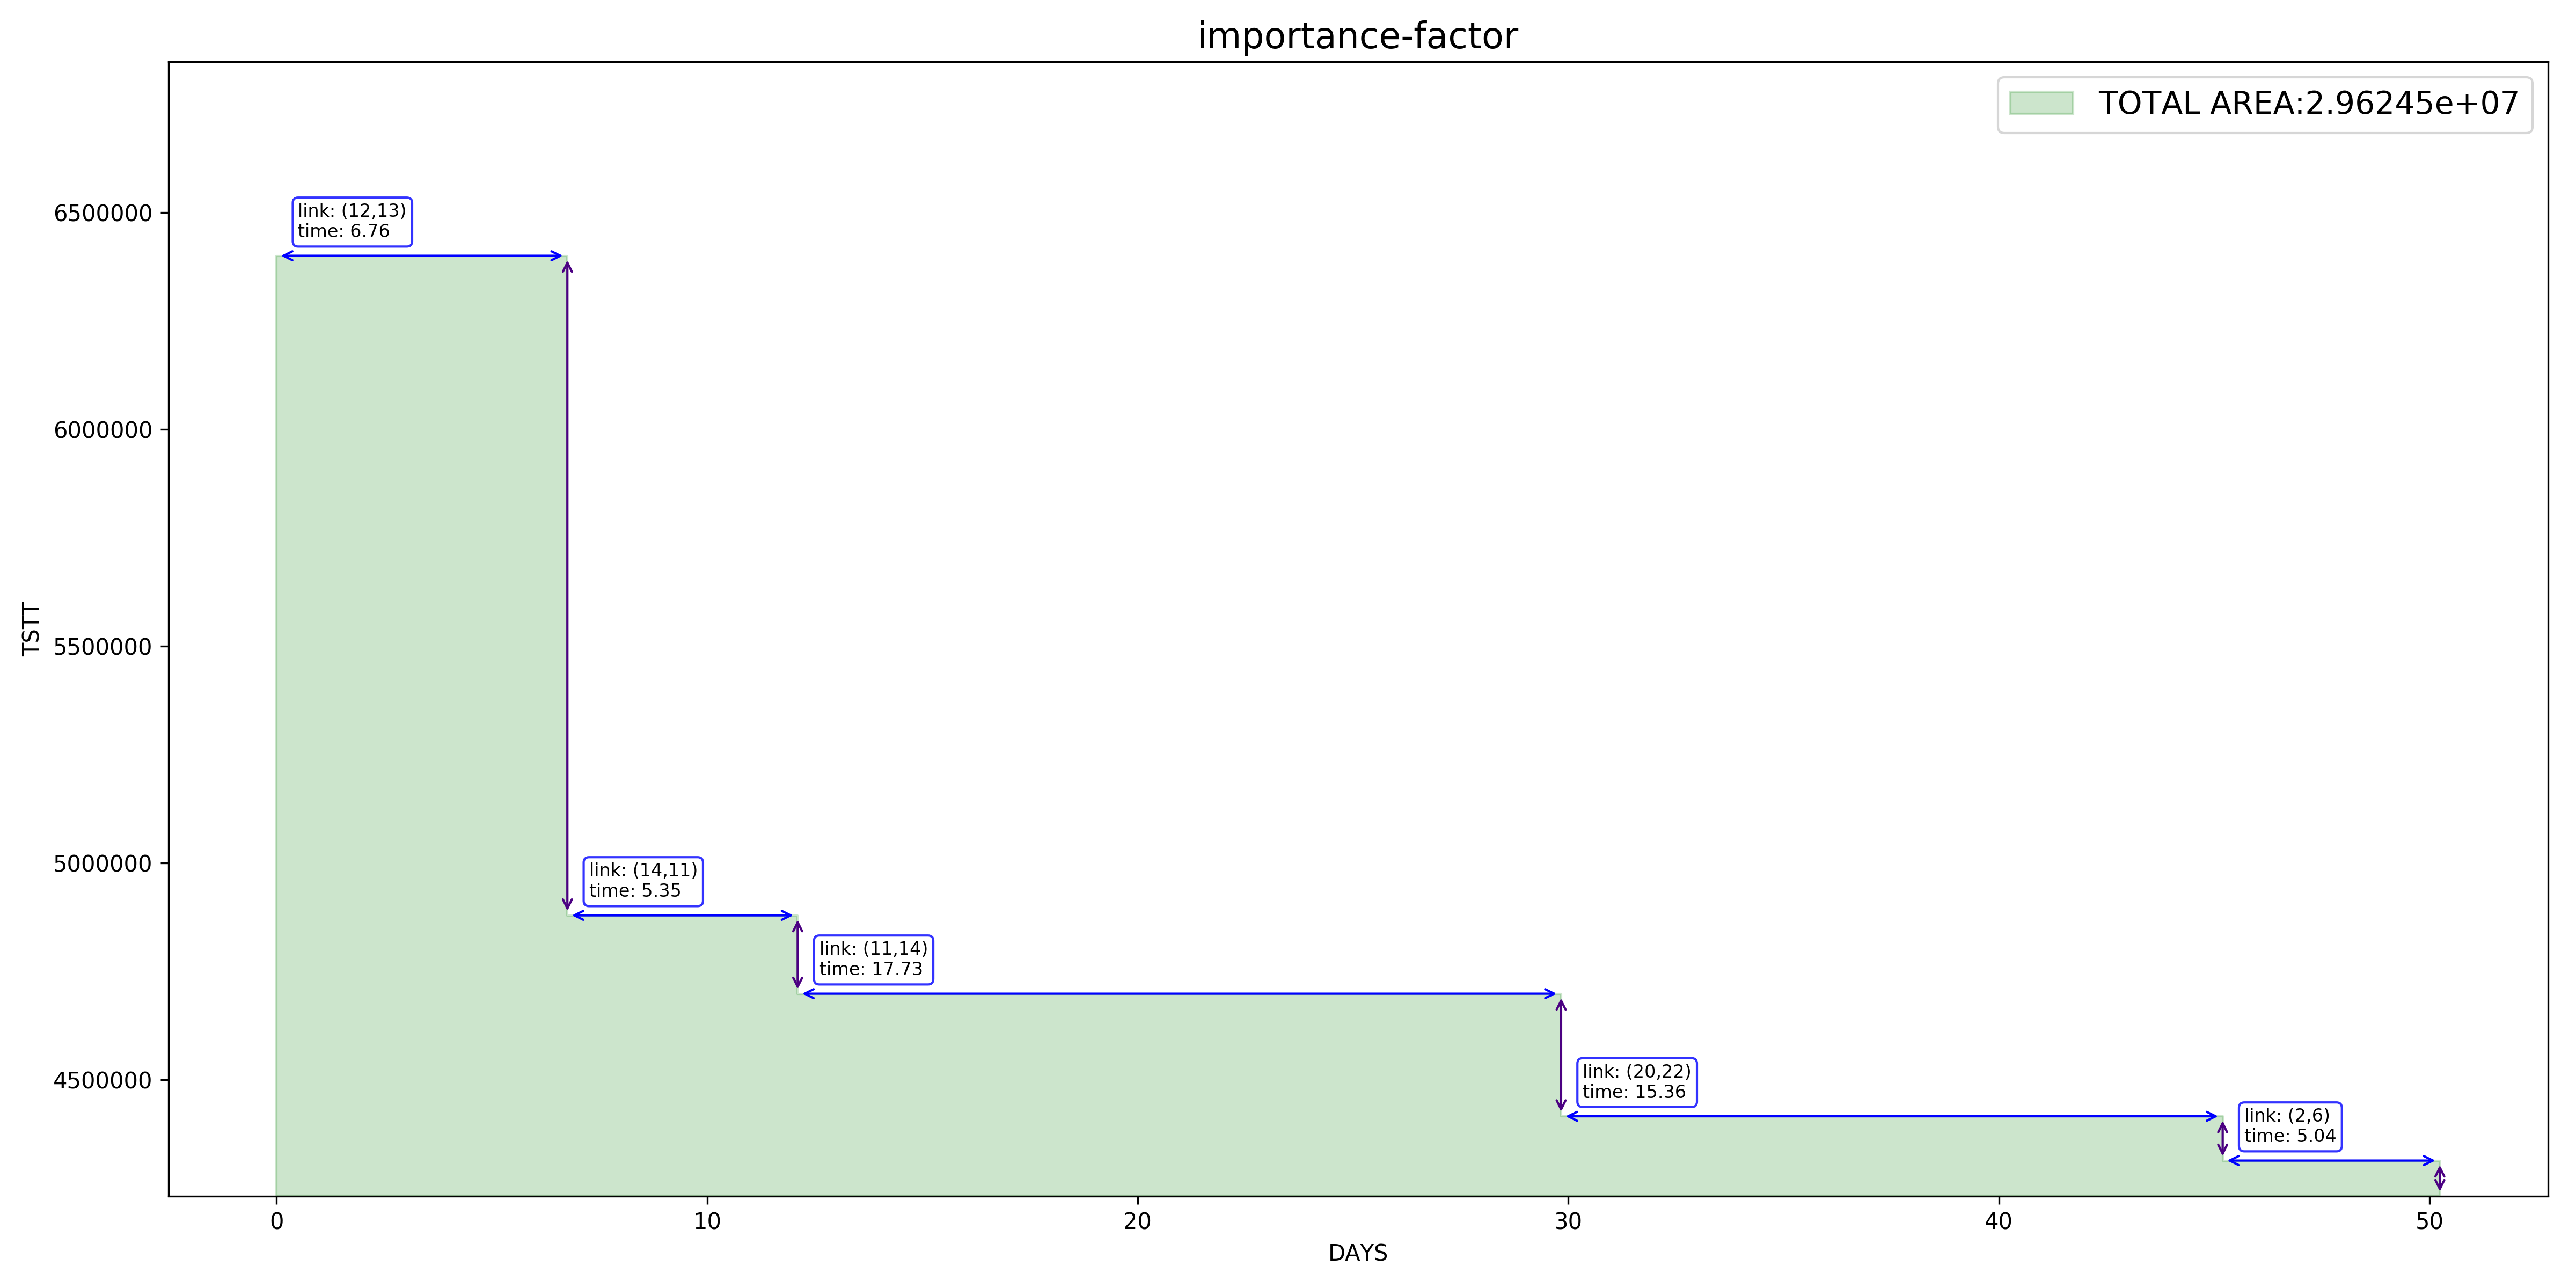 importance-factor
TOTAL AREA:2.96245e+07
6500000
6000000
5500000
5000000
4500000
TSTT
link: (12,13)
time: 6.76
link: (14,11)
time: 5.35
link: (11,14)
time: 17.73
link: (20,22)
time: 15.36
link: (2,6)
time: 5.04
0
10
20
30
40
50
DAYS